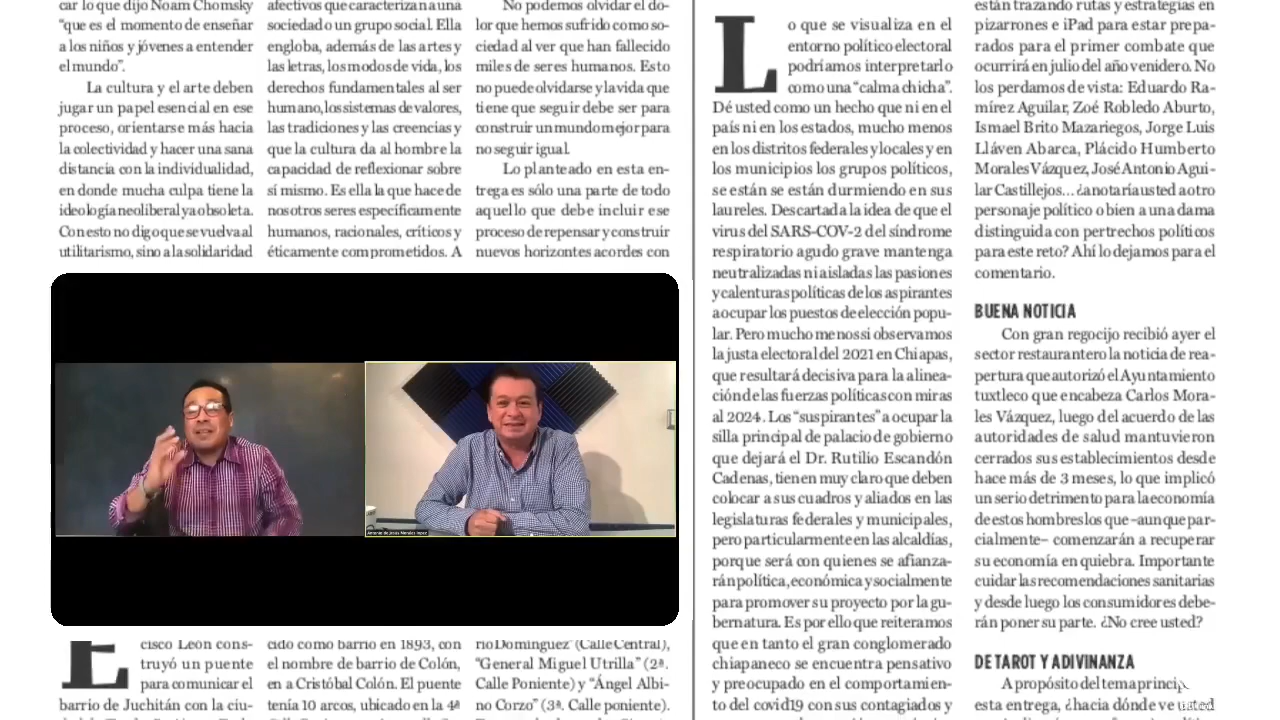 car lo que dijo Noam Chomsky
“que es el momento de enseñar
a los niños y jóvenes a entender
el mundo”.
La cultura y el arte deben
jugar un papel esencial en ese
proceso, orientarse más hacia
la colectividad y hacer una sana
distancia con la individualidad,
en donde mucha culpa tiene la
ideología neoliberal ya obsoleta.
Con esto no digo que se vuelva al
utilitarismo, sino a la solidaridad
afectivos que caracterizan a una
sociedad o un grupo social. Ella
engloba, además de las artes y
las letras, los modos de vida, los
derechos fundamentales al ser
humano, los sistemas de valores,
las tradiciones y las creencias y
que la cultura da al hombre la
capacidad de reflexionar sobre
sí mismo. Es ella la que hace de
nosotros seres específicamente
humanos, racionales, críticos y
éticamente comprometidos. A
No podemos olvidar el do-
lor que hemos sufrido como so-
ciedad al ver que han fallecido
miles de seres humanos. Esto
no puede olvidarse y la vida que
tiene que seguir debe ser para
construir un mundo mejor para
no seguir igual.
Lo planteado en esta en-
trega es sólo una parte de todo
aquello que debe incluir ese
proceso de repensar y construir
nuevos horizontes acordes con
Antonio de Jesus Morales lopez
cisco León cons-
truyó un puente
para comunicar el
barrio de Juchitán con la ciu-
cido como barrio en 1893, con
el nombre de barrio de Colón,
en a Cristóbal Colón. El puente
tenía 10 arcos, ubicado en la 4ª
rio Domínguez” (Calle Central),
“General Miguel Utrilla” (2ª.
Calle Poniente) y “Ángel Albi-
no Corzo” (3ª. Calle poniente).
Lo que se visualiza en el
entorno político electoral
podríamos interpretarlo
como una “calma chicha”.
Dé usted como un hecho que ni en el
país ni en los estados, mucho menos
en los distritos federales y locales y en
los municipios los grupos políticos,
se están se están durmiendo en sus
laureles. Descartada la idea de que el
virus del SARS-COV-2 del síndrome
respiratorio agudo grave mantenga
neutralizadas ni aisladas las pasiones
y calenturas políticas de los aspirantes
a ocupar los puestos de elección popu-
lar. Pero mucho menos si observamos
la justa electoral del 2021 en Chiapas,
que resultará decisiva para la alinea-
ción de las fuerzas políticas con miras
al 2024. Los “suspirantes” a ocupar la
silla principal de palacio de gobierno
que dejará el Dr. Rutilio Escandón
Cadenas, tienen muy claro que deben
colocar a sus cuadros y aliados en las
legislaturas federales y municipales,
pero particularmente en las alcaldías,
porque será con quienes se afianza-
rán política, económica y socialmente
para promover su proyecto por la gu-
bernatura. Es por ello que reiteramos
que en tanto el gran conglomerado
chiapaneco se encuentra pensativo
y preocupado en el comportamien-
to del covid19 con sus contagiados y
están trazando rutas y estrategias en
pizarrones e iPad para estar prepa-
rados para el primer combate que
ocurrirá en julio del año venidero. No
los perdamos de vista: Eduardo Ra-
mírez Aguilar, Zoé Robledo Aburto,
Ismael Brito Mazariegos, Jorge Luis
Lláven Abarca, Plácido Humberto
Morales Vázquez, José Antonio Agui-
lar Castillejos… ¿anotaría usted a otro
personaje político o bien a una dama
distinguida con pertrechos políticos
para este reto? Ahí lo dejamos para el
comentario.
BUENA NOTICIA
Con gran regocijo recibió ayer el
sector restaurantero la noticia de rea-
pertura que autorizó el Ayuntamiento
tuxtleco que encabeza Carlos Mora-
les Vázquez, luego del acuerdo de las
autoridades de salud mantuvieron
cerrados sus establecimientos desde
hace más de 3 meses, lo que implicó
un serio detrimento para la economía
de estos hombres los que –aunque par-
cialmente– comenzarán a recuperar
su economía en quiebra. Importante
cuidar las recomendaciones sanitarias
y desde luego los consumidores debe-
rán poner su parte. ¿No cree usted?
DE TAROT Y ADIVINANZA
A propósito del tema
esta entrega, ¿hacia dónde